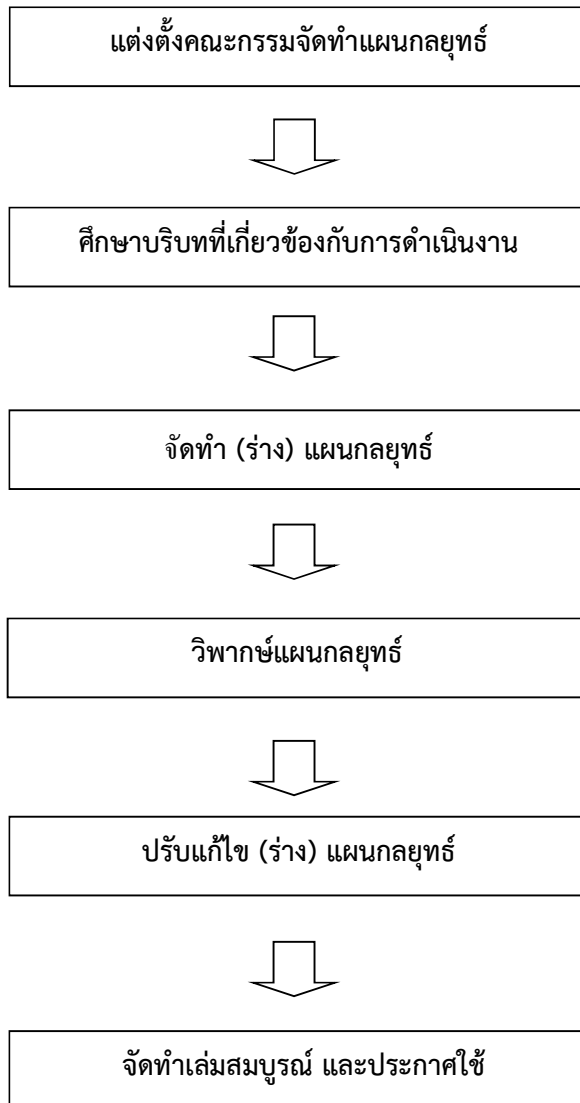 แต่งตั้งคณะกรรมจัดทำแผนกลยุทธ์
ศึกษาบริบทที่เกี่ยวข้องกับการดำเนินงาน
จัดทำ (ร่าง) แผนกลยุทธ์
วิพากษ์แผนกลยุทธ์
ปรับแก้ไข (ร่าง) แผนกลยุทธ์
จัดทำเล่มสมบูรณ์ และประกาศใช้